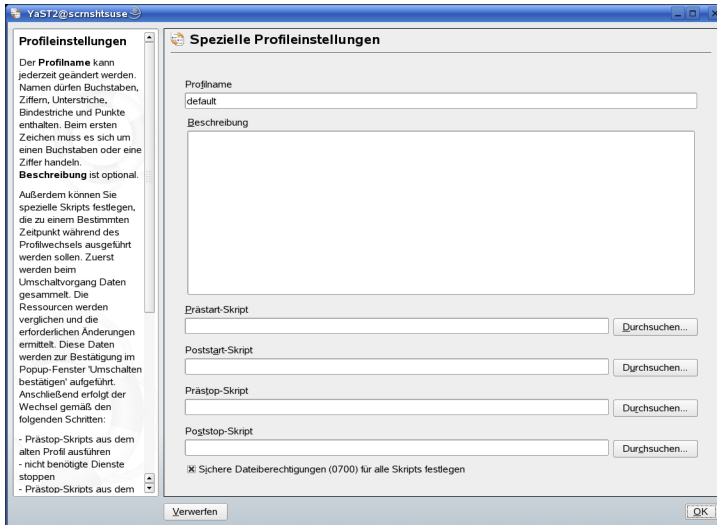 YaST2@scrnshtsuse
Profileinstellungen
Der Profilname kann
jederzeit geändert werden.
Namen dürfen Buchstaben,
Ziffern, Unterstriche,
Bindestriche und Punkte
enthalten. Beim ersten
Zeichen muss es sich um
einen Buchstaben oder eine
Ziffer handeln.
Beschreibung ist optional.
Außerdem können Sie
spezielle Skripts festlegen,
die zu einem Bestimmten
Zeitpunkt während des
Profilwechsels ausgeführt
werden sollen. Zuerst
werden beim
Umschaltvorgang Daten
gesammelt. Die
Ressourcen werden
verglichen und die
erforderlichen Änderungen
ermittelt. Diese Daten
werden zur Bestätigung im
Popup-Fenster 'Umschalten
bestätigen' aufgeführt.
Anschließend erfolgt der
Wechsel gemäß den
folgenden Schritten:
- Prästop-Skripts aus dem
alten Profil ausführen
- nicht benötigte Dienste
stoppen
- Prästop-Skripts aus dem
Spezielle Profileinstellungen
Profilname
default
Beschreibung
Prästart-Skript
Durchsuchen...
Poststart-Skript
Durchsuchen...
Prästop-Skript
Durchsuchen...
Poststop-Skript
Durchsuchen...
Sichere Dateiberechtigungen (0700) für alle Skripts festlegen
Verwerfen
OK